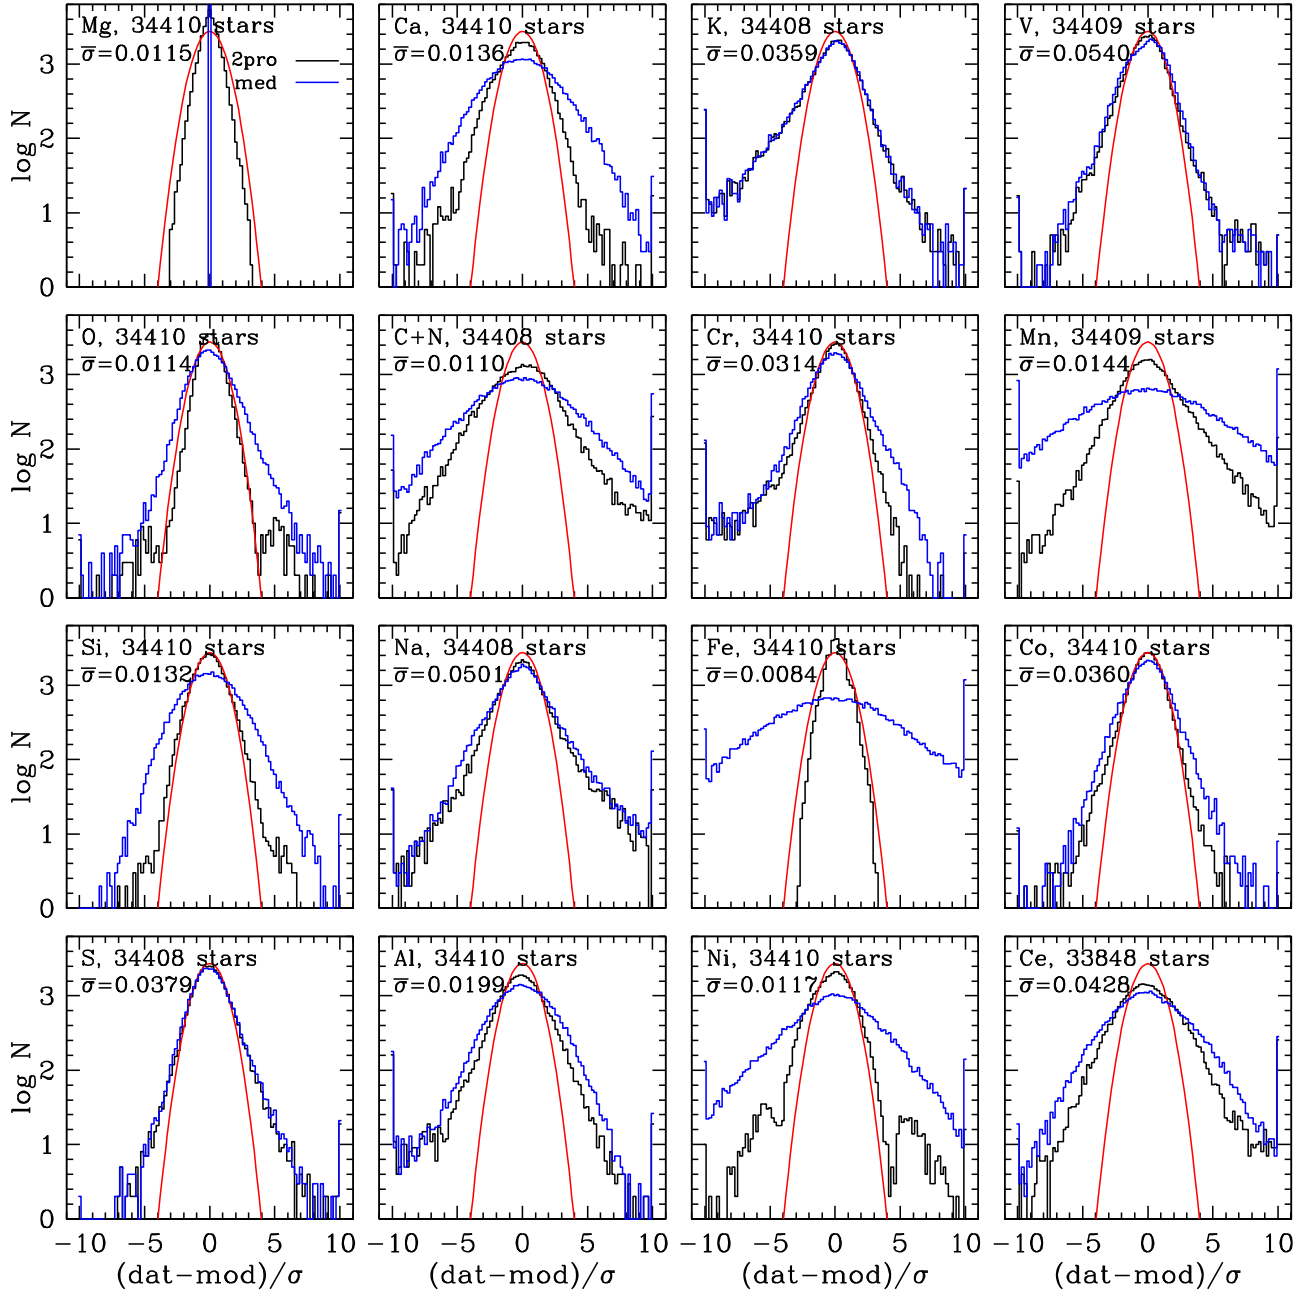 Mg, 34410 stars
σ̅=0.0115
2pro
med
Ca, 34410 stars
σ̅=0.0136
K, 34408 stars
σ̅=0.0359
V, 34409 stars
σ̅=0.0540
log N
3
2
1
0
O, 34410 stars
σ̅=0.0114
C+N, 34408 stars
σ̅=0.0110
Cr, 34410 stars
σ̅=0.0314
Mn, 34409 stars
σ̅=0.0144
log N
3
2
1
0
Si, 34410 stars
σ̅=0.0132
Na, 34408 stars
σ̅=0.0501
Fe, 34410 stars
σ̅=0.0084
Co, 34410 stars
σ̅=0.0360
log N
3
2
1
0
S, 34408 stars
σ̅=0.0379
Al, 34410 stars
σ̅=0.0199
Ni, 34410 stars
σ̅=0.0117
Ce, 33848 stars
σ̅=0.0428
log N
3
2
1
0
−10 −5 0 5 10 −10 −5 0 5 10 −10 −5 0 5 10 −10 −5 0 5 10
(dat−mod)/σ (dat−mod)/σ (dat−mod)/σ (dat−mod)/σ